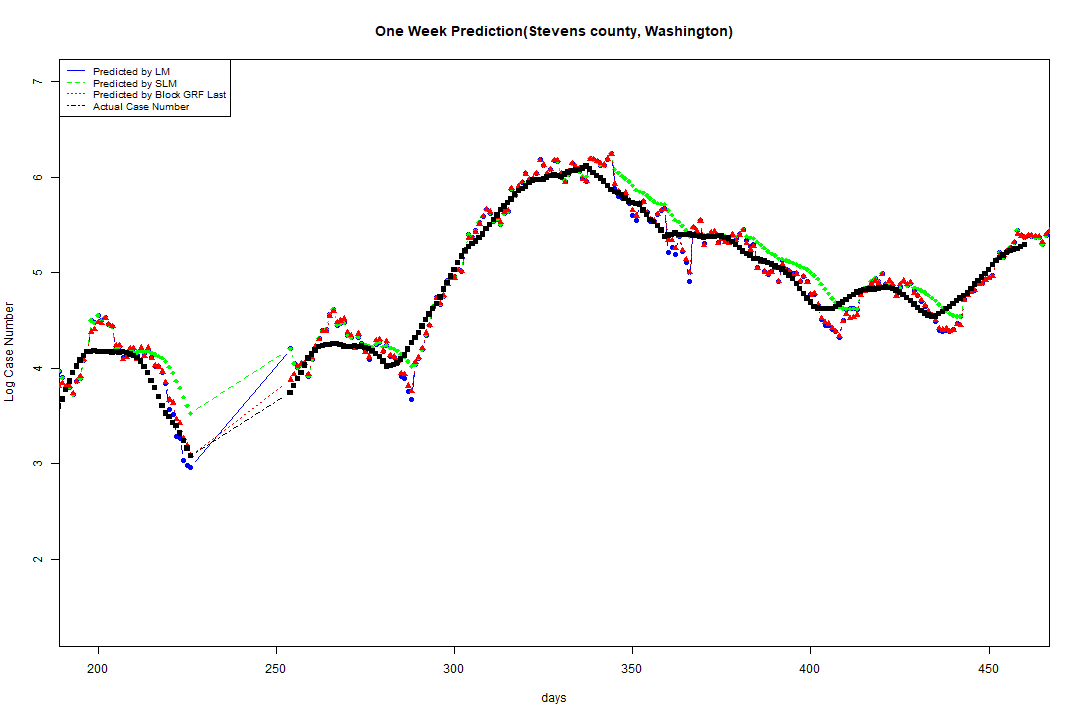 One Week Prediction(Stevens county, Washington)
Predicted by LM
Predicted by SLM
Predicted by Block GRF Last
Actual Case Number
7
6
5
4
3
2
Log Case Number
200 250 300 350 400 450
days